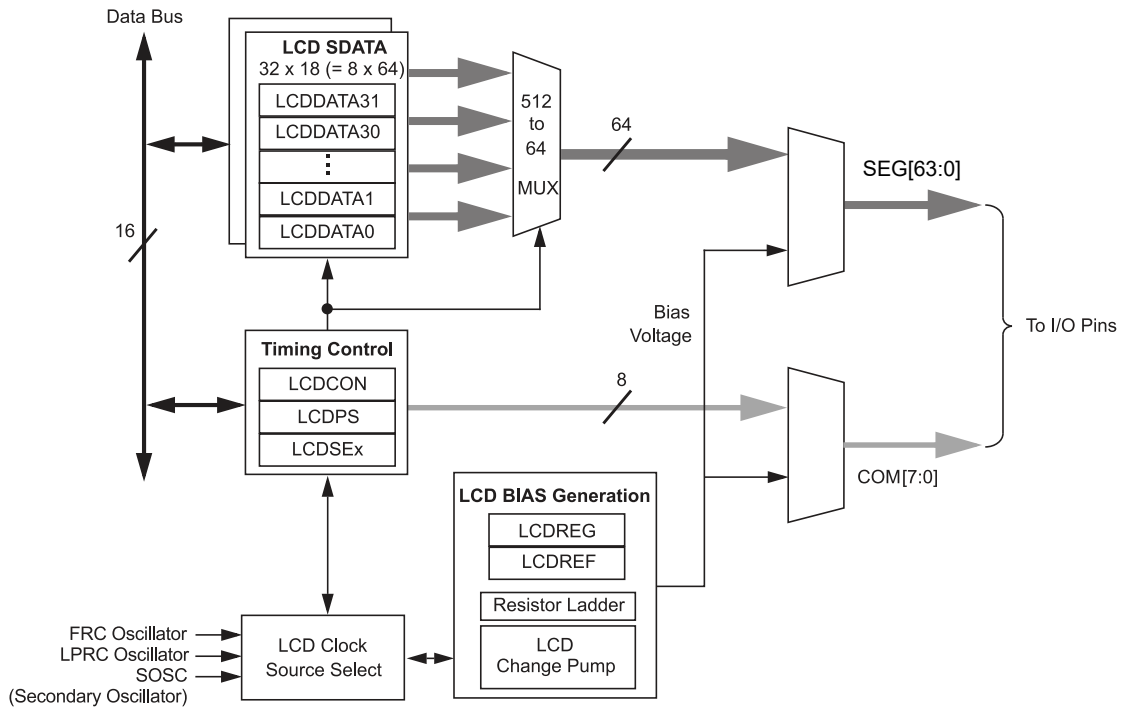 Data Bus
LCD SDATA
32 x 18 (= 8 x 64)
LCDDATA31
LCDDATA30
LCDDATA1
LCDDATA0
512
to
64
MUX
64
SEG[63:0]
16
Bias
Voltage
To I/O Pins
Timing Control
LCDCON
LCDPS
LCDSEx
8
COM[7:0]
LCD BIAS Generation
LCDREG
LCDREF
Resistor Ladder
LCD
Change Pump
FRC Oscillator
LPRC Oscillator
SOSC
(Secondary Oscillator)
LCD Clock
Source Select